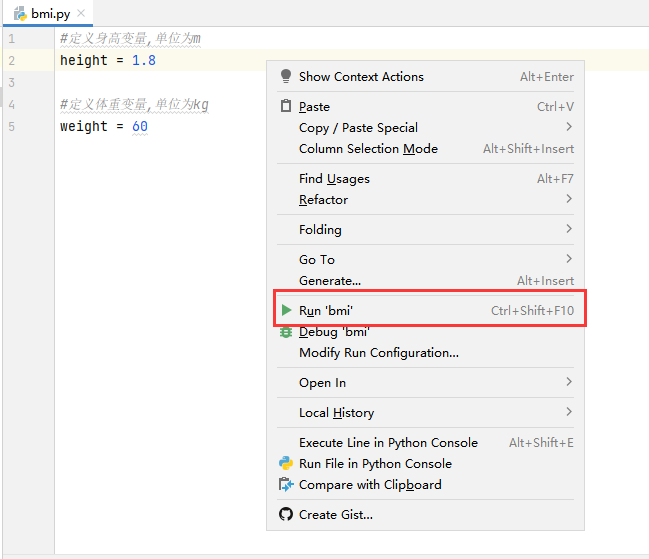 bmi.py
1 #定义身高变量,单位为m
2 height = 1.8
3
4 #定义体重变量,单位为kg
5 weight = 60
Show Context Actions Alt+Enter
Paste Ctrl+V
Copy / Paste Special
Column Selection Mode Alt+Shift+Insert
Find Usages Alt+F7
Refactor
Folding
Go To
Generate... Alt+Insert
Run 'bmi' Ctrl+Shift+F10
Debug 'bmi'
Modify Run Configuration...
Open In
Local History
Execute Line in Python Console Alt+Shift+E
Run File in Python Console
Compare with Clipboard
Create Gist...